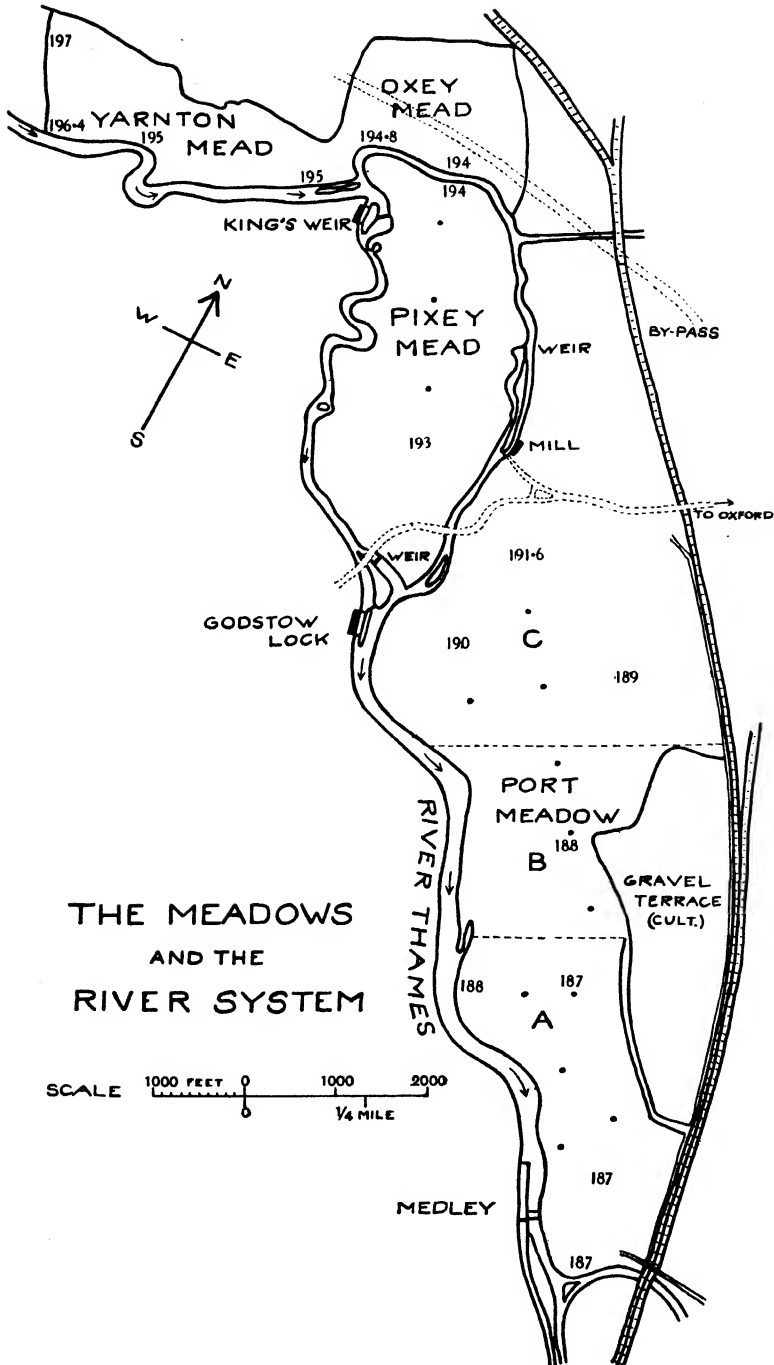 197
OXEY
MEAD
YARNTON
MEAD
196·4
195
194·8
194
195
194
KING'S WEIR
N
W
E
S
PIXEY
MEAD
BY-PASS
WEIR
193
MILL
TO OXFORD
WEIR
191·6
GODSTOW
LOCK
190
C
189
PORT
MEADOW
188
B
GRAVEL
TERRACE
(CULT.)
RIVER THAMES
THE MEADOWS
AND THE
RIVER SYSTEM
188
187
A
SCALE
1000 FEET 0 1000 2000
0 1/4 MILE
187
MEDLEY
187